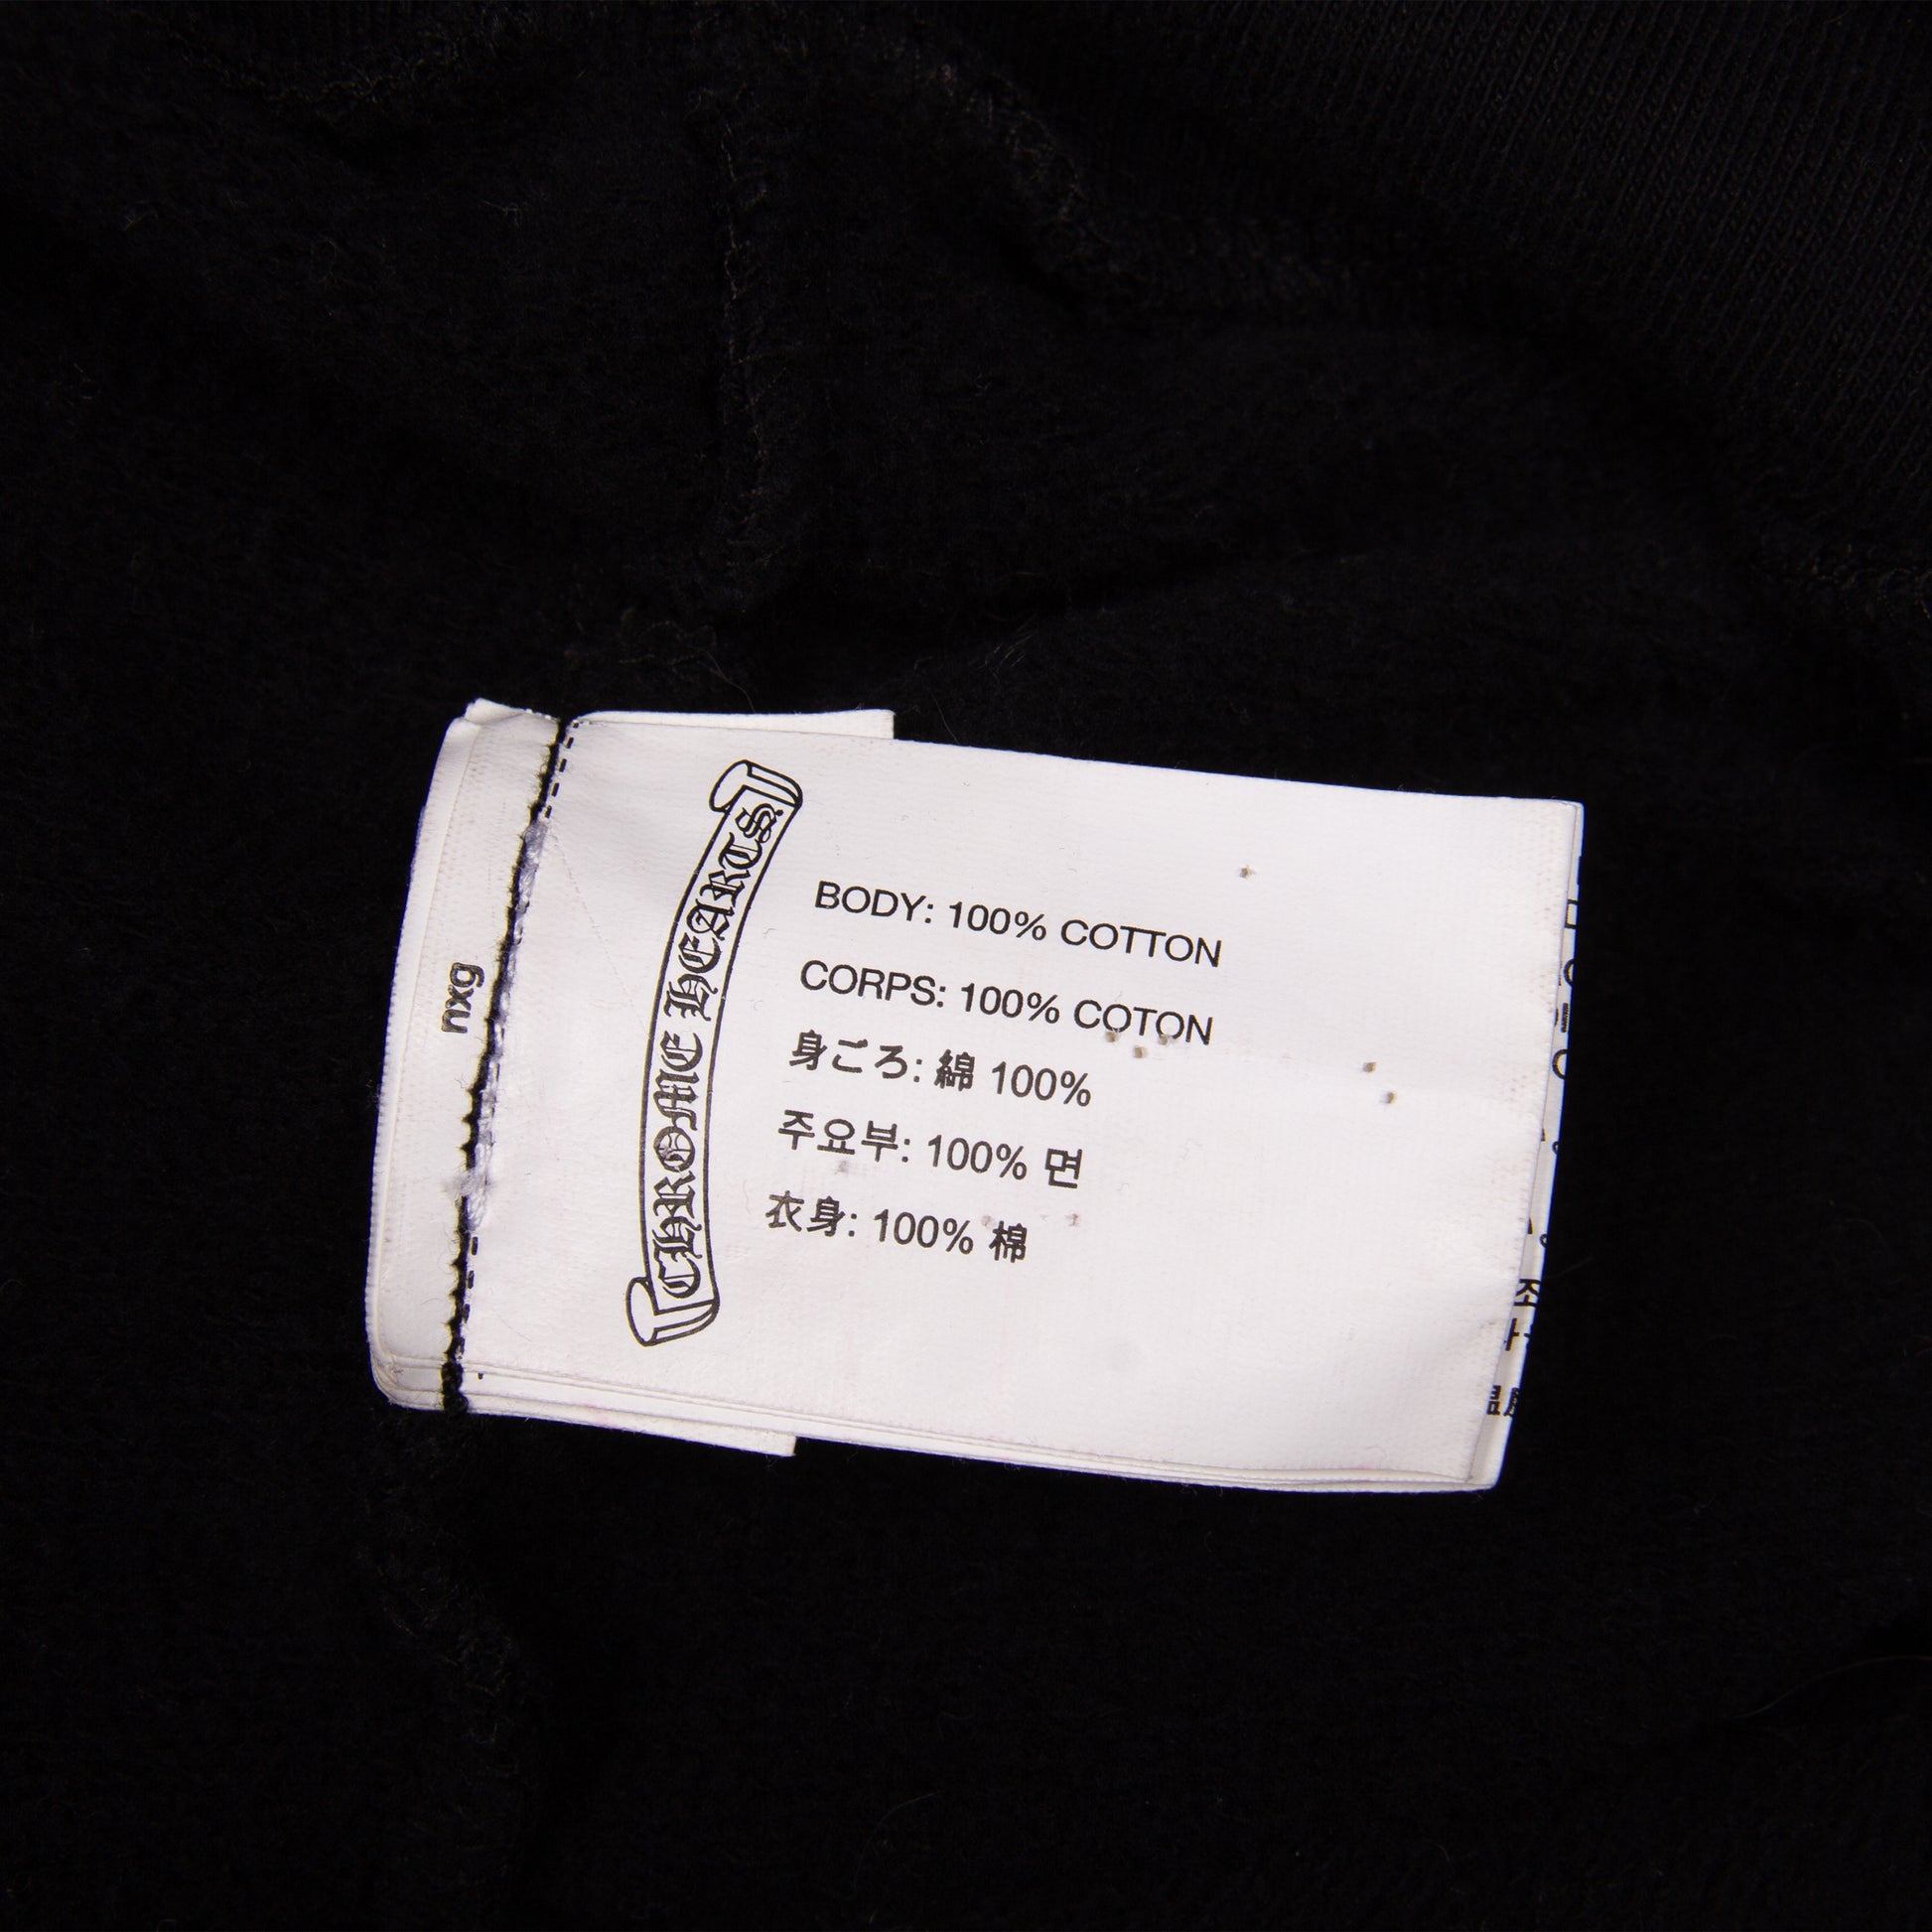 CHROME HEARTS
BODY: 100% COTTON
CORPS: 100% COTON
身ごろ: 綿 100%
주요부: 100% 면
衣身: 100% 棉
nxg